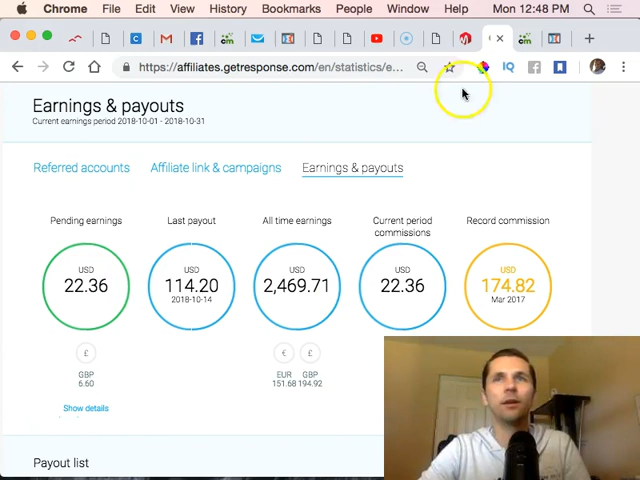 Chrome File Edit View History Bookmarks People Window Help Mon 12:48 PM
https://affiliates.getresponse.com/en/statistics/e...
Earnings & payouts
Current earnings period 2018-10-01 - 2018-10-31
Referred accounts Affiliate link & campaigns Earnings & payouts
Pending earnings
USD
22.36
GBP
6.60
Show details
Last payout
USD
114.20
2018-10-14
All time earnings
USD
2,469.71
EUR GBP
151.68 194.92
Current period
commissions
USD
22.36
Record commission
USD
174.82
Mar 2017
Payout list